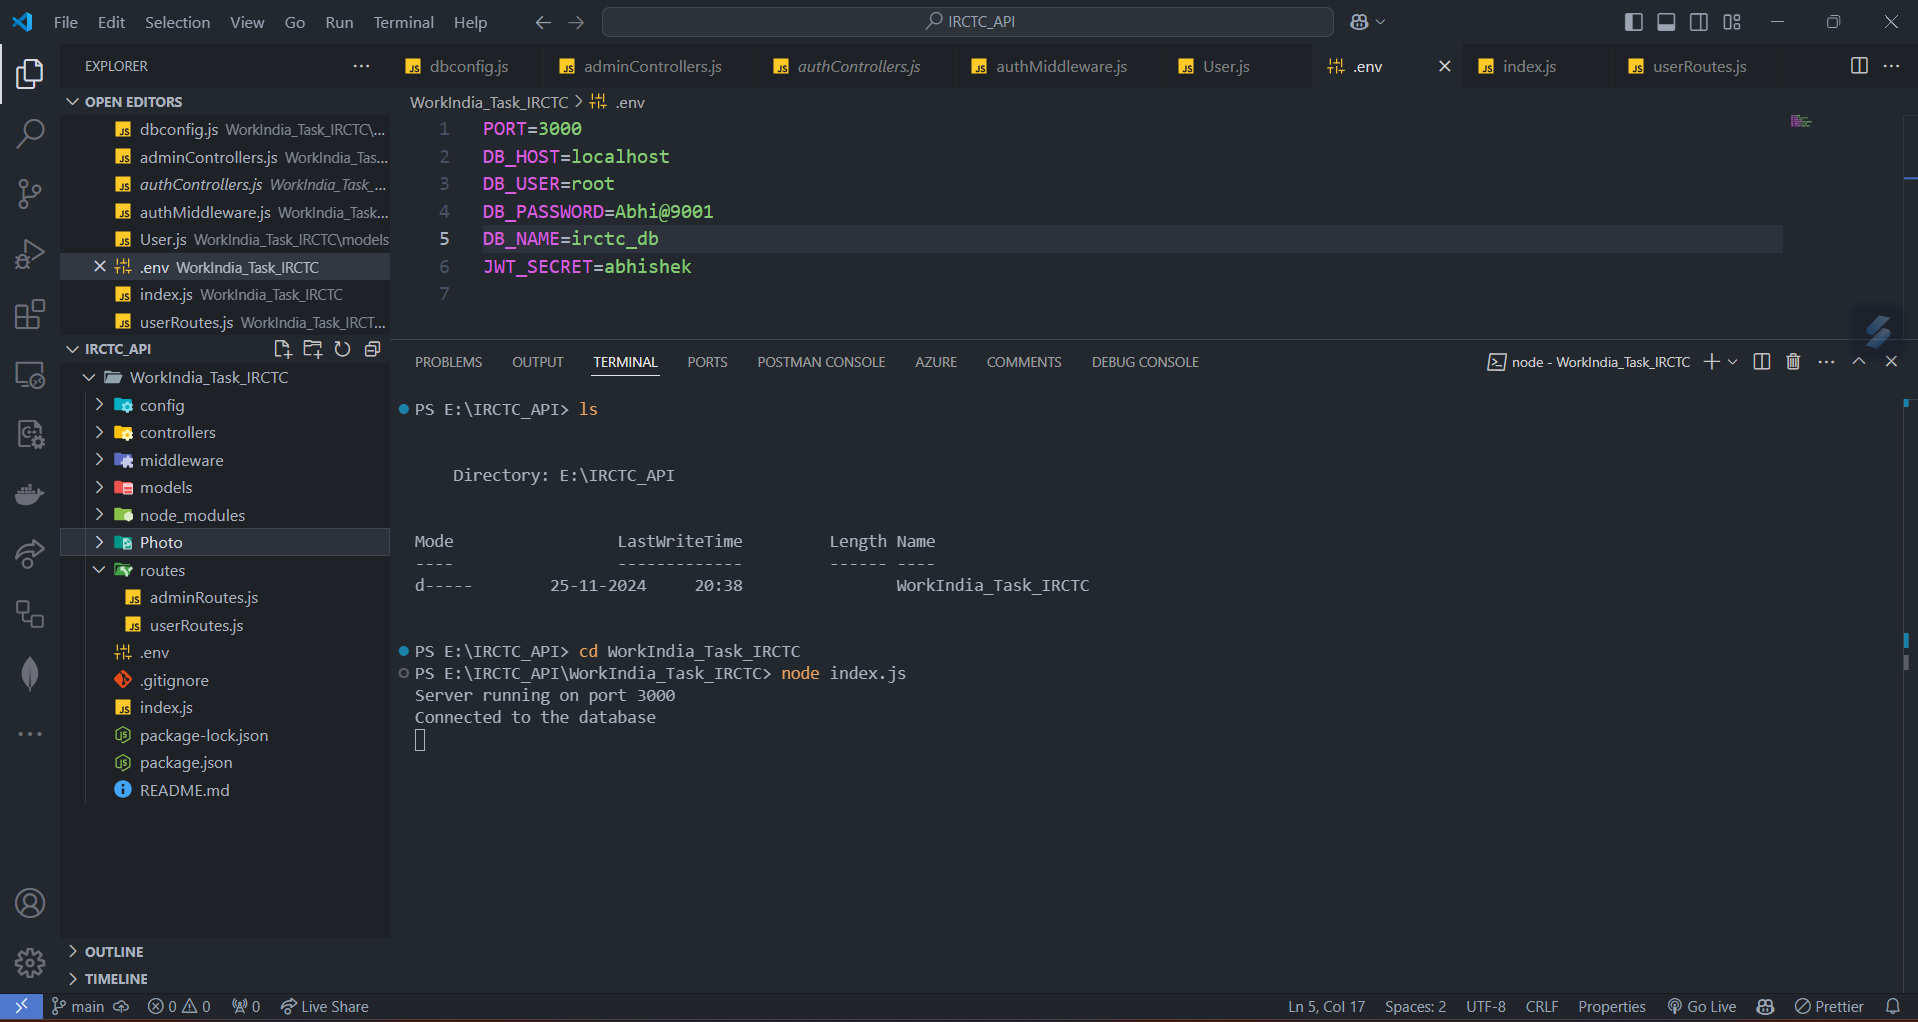 File Edit Selection View Go Run Terminal Help
IRCTC_API
EXPLORER
OPEN EDITORS
dbconfig.js WorkIndia_Task_IRCTC\...
adminControllers.js WorkIndia_Tas...
authControllers.js WorkIndia_Task_...
authMiddleware.js WorkIndia_Task...
User.js WorkIndia_Task_IRCTC\models
.env WorkIndia_Task_IRCTC
index.js WorkIndia_Task_IRCTC
userRoutes.js WorkIndia_Task_IRCT...
IRCTC_API
WorkIndia_Task_IRCTC
config
controllers
middleware
models
node_modules
Photo
routes
adminRoutes.js
userRoutes.js
.env
.gitignore
index.js
package-lock.json
package.json
README.md
OUTLINE
TIMELINE
dbconfig.js adminControllers.js authControllers.js authMiddleware.js User.js .env index.js userRoutes.js
WorkIndia_Task_IRCTC > .env
1 PORT=3000
2 DB_HOST=localhost
3 DB_USER=root
4 DB_PASSWORD=Abhi@9001
5 DB_NAME=irctc_db
6 JWT_SECRET=abhishek
7
PROBLEMS OUTPUT TERMINAL PORTS POSTMAN CONSOLE AZURE COMMENTS DEBUG CONSOLE
node - WorkIndia_Task_IRCTC
PS E:\IRCTC_API> ls
Directory: E:\IRCTC_API
Mode LastWriteTime Length Name
---- ------------- ------ ----
d----- 25-11-2024 20:38 WorkIndia_Task_IRCTC
PS E:\IRCTC_API> cd WorkIndia_Task_IRCTC
PS E:\IRCTC_API\WorkIndia_Task_IRCTC> node index.js
Server running on port 3000
Connected to the database
main 0 0 0 Live Share
Ln 5, Col 17 Spaces: 2 UTF-8 CRLF Properties Go Live Prettier